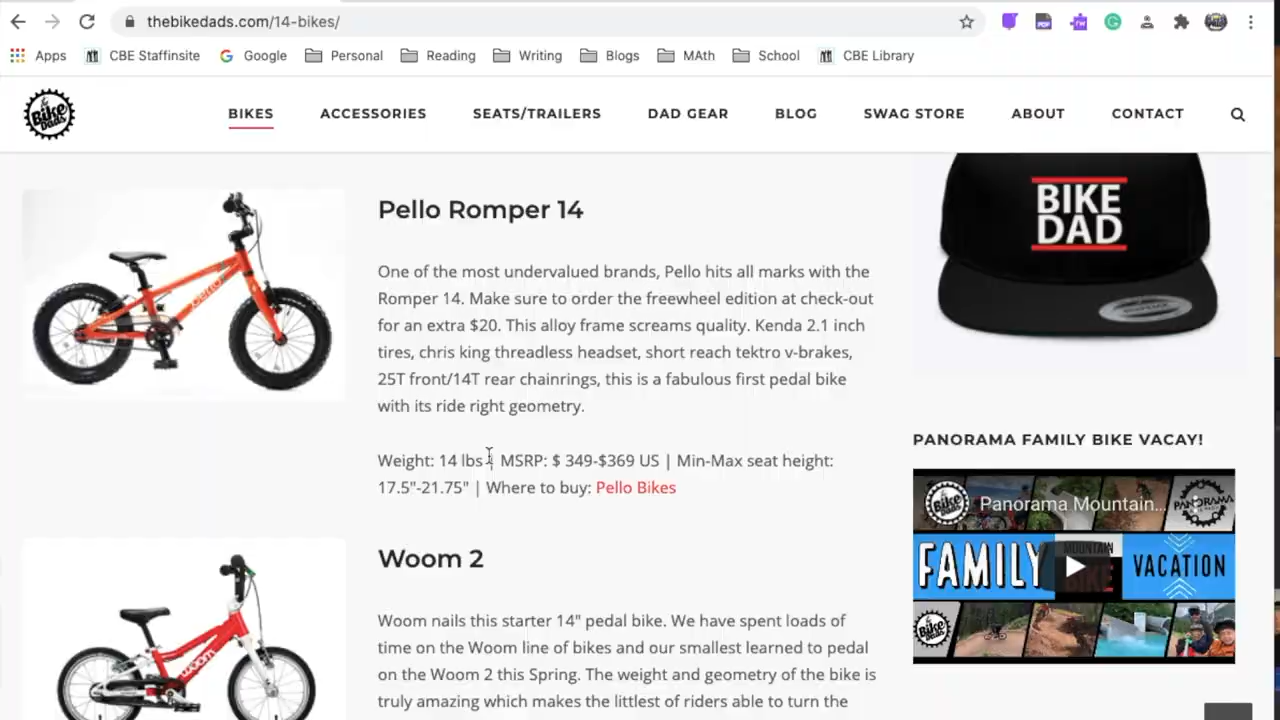 thebikedads.com/14-bikes/
Apps CBE Staffinsite Google Personal Reading Writing Blogs MAth School CBE Library
the Bike Dads
BIKES ACCESSORIES SEATS/TRAILERS DAD GEAR BLOG SWAG STORE ABOUT CONTACT
Pello Romper 14
One of the most undervalued brands, Pello hits all marks with the
Romper 14. Make sure to order the freewheel edition at check-out
for an extra $20. This alloy frame screams quality. Kenda 2.1 inch
tires, chris king threadless headset, short reach tektro v-brakes,
25T front/14T rear chainrings, this is a fabulous first pedal bike
with its ride right geometry.
Weight: 14 lbs | MSRP: $ 349-$369 US | Min-Max seat height:
17.5"-21.75" | Where to buy: Pello Bikes
pello
Woom 2
Woom nails this starter 14" pedal bike. We have spent loads of
time on the Woom line of bikes and our smallest learned to pedal
on the Woom 2 this Spring. The weight and geometry of the bike is
truly amazing which makes the littlest of riders able to turn the
woom
BIKE
DAD
PANORAMA FAMILY BIKE VACAY!
Panorama Mountain...
PANORAMA
FAMILY MOUNTAIN VACATION